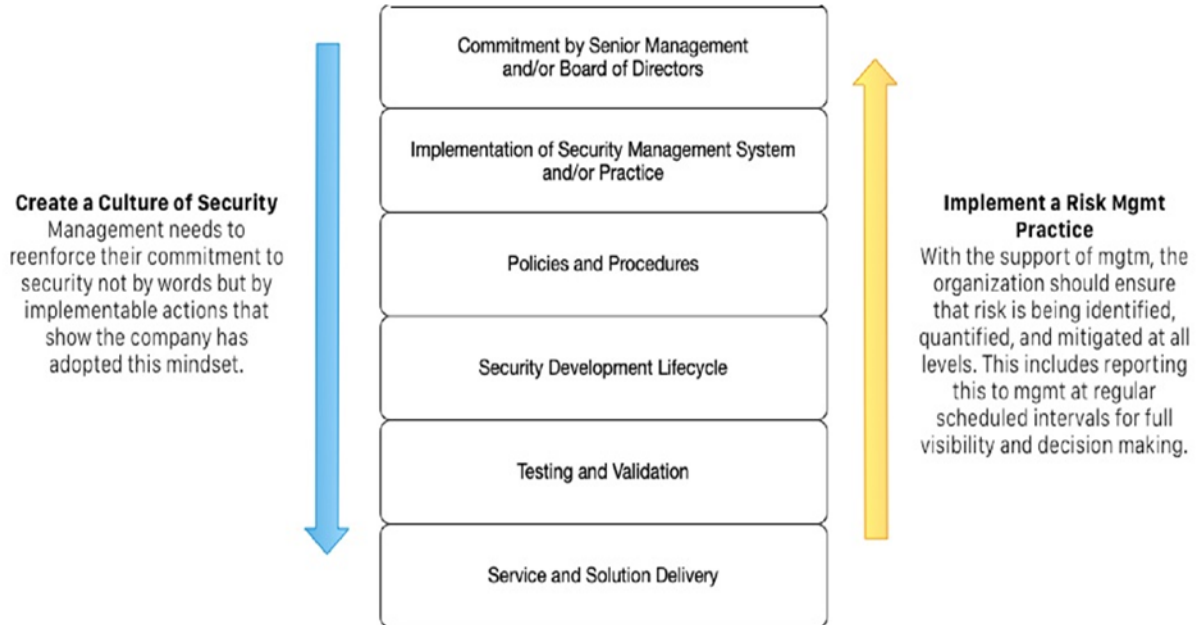 Commitment by Senior Management
and/or Board of Directors
Implementation of Security Management System
and/or Practice
Policies and Procedures
Security Development Lifecycle
Testing and Validation
Service and Solution Delivery
Create a Culture of Security
Management needs to
reenforce their commitment to
security not by words but by
implementable actions that
show the company has
adopted this mindset.
Implement a Risk Mgmt
Practice
With the support of mgtm, the
organization should ensure
that risk is being identified,
quantified, and mitigated at all
levels. This includes reporting
this to mgmt at regular
scheduled intervals for full
visibility and decision making.